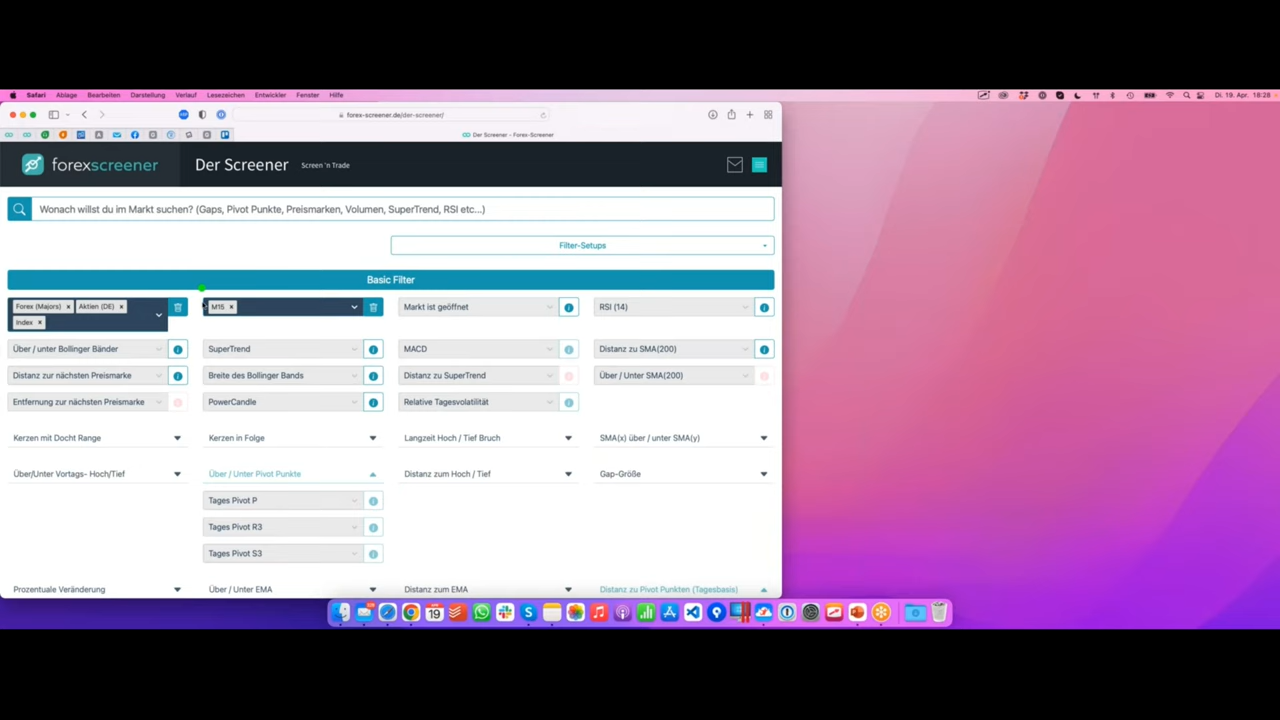 Safari Ablage Bearbeiten Darstellung Verlauf Lesezeichen Entwickler Fenster Hilfe
Di. 19. Apr. 18:28
forex-screener.de/der-screener/
Der Screener - Forex-Screener
forexscreener
Der Screener
Screen 'n Trade
Wonach willst du im Markt suchen? (Gaps, Pivot Punkte, Preismarken, Volumen, SuperTrend, RSI etc...)
Filter-Setups
Basic Filter
Forex (Majors) × Aktien (DE) ×
Index ×
M15 ×
Markt ist geöffnet
RSI (14)
Über / unter Bollinger Bänder
SuperTrend
MACD
Distanz zu SMA(200)
Distanz zur nächsten Preismarke
Breite des Bollinger Bands
Distanz zu SuperTrend
Über / Unter SMA(200)
Entfernung zur nächsten Preismarke
PowerCandle
Relative Tagesvolatilität
Kerzen mit Docht Range
Kerzen in Folge
Langzeit Hoch / Tief Bruch
SMA(x) über / unter SMA(y)
Über/Unter Vortags- Hoch/Tief
Über / Unter Pivot Punkte
Distanz zum Hoch / Tief
Gap-Größe
Tages Pivot P
Tages Pivot R3
Tages Pivot S3
Prozentuale Veränderung
Über / Unter EMA
Distanz zum EMA
Distanz zu Pivot Punkten (Tagesbasis)
19